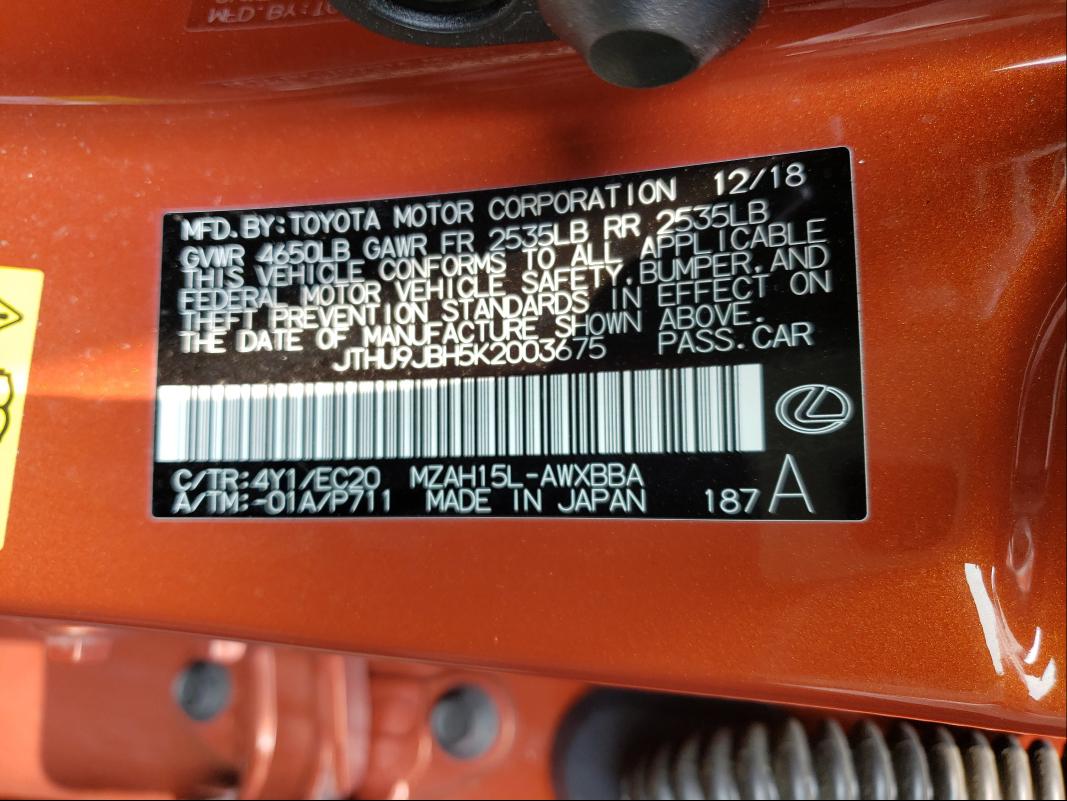 MFD.BY:TOYOTA MOTOR CORPORATION 12/18
GVWR 4650LB GAWR FR 2535LB RR 2535LB
THIS VEHICLE CONFORMS TO ALL APPLICABLE
FEDERAL MOTOR VEHICLE SAFETY,BUMPER,AND
THEFT PREVENTION STANDARDS IN EFFECT ON
THE DATE OF MANUFACTURE SHOWN ABOVE.
JTHU9JBH5K2003675 PASS.CAR
C/TR:4Y1/EC20 MZAH15L-AWXBBA
A/TM:-01A/P711 MADE IN JAPAN 187 A